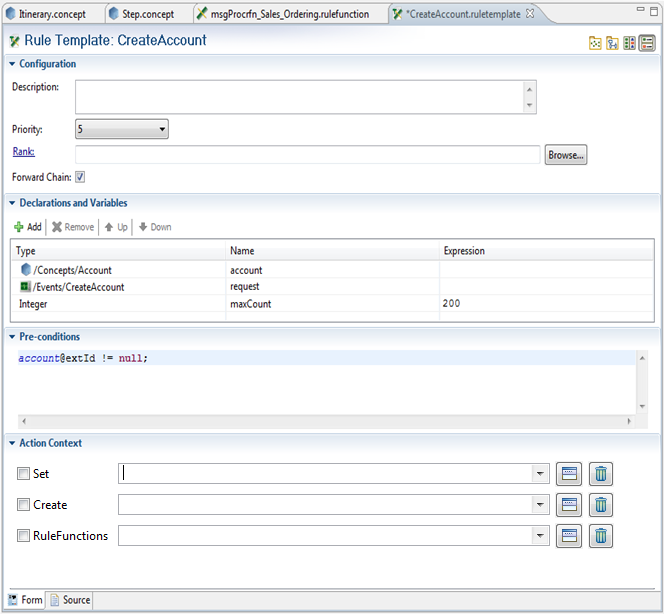 Itinerary.concept Step.concept msgProcrfn_Sales_Ordering.rulefunction *CreateAccount.ruletemplate
Rule Template: CreateAccount
Configuration
Description:
Priority: 5
Rank: Browse...
Forward Chain:
Declarations and Variables
Add Remove Up Down
Type Name Expression
/Concepts/Account account
/Events/CreateAccount request
Integer maxCount 200
Pre-conditions
account@extId != null;
Action Context
Set
Create
RuleFunctions
Form Source